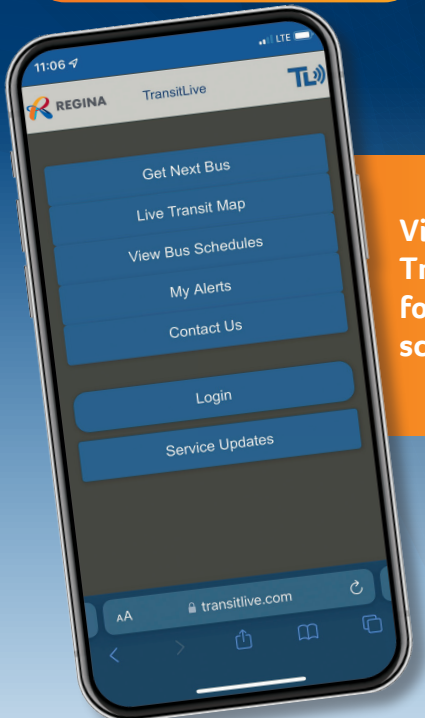 11:06
LTE
REGINA
TransitLive
TL
Get Next Bus
Live Transit Map
View Bus Schedules
My Alerts
Contact Us
Login
Service Updates
AA
transitlive.com